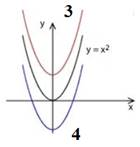 3
y
y = x²
x
4